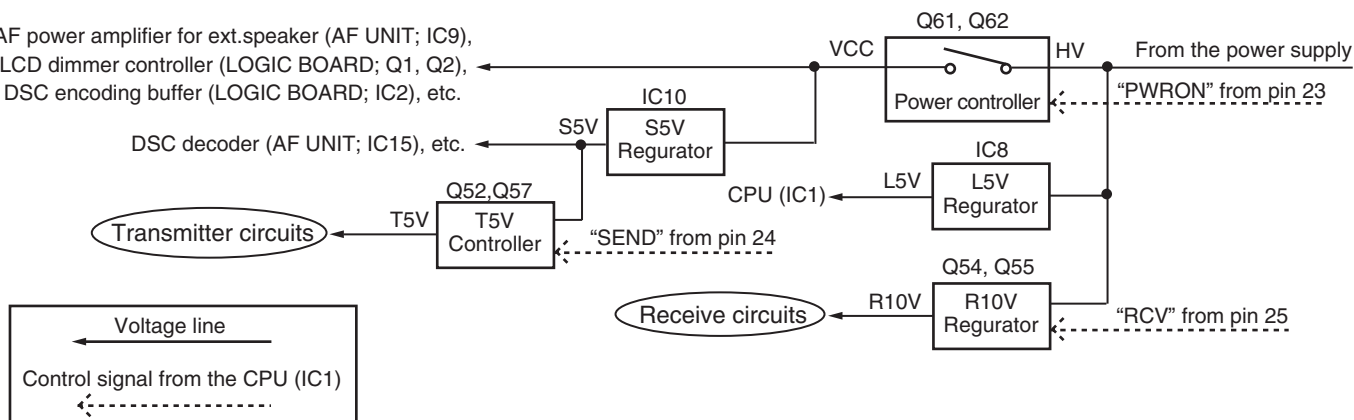 Q61, Q62
AF power amplifier for ext.speaker (AF UNIT; IC9),
LCD dimmer controller (LOGIC BOARD; Q1, Q2),
DSC encoding buffer (LOGIC BOARD; IC2), etc.
VCC
HV
From the power supply
Power controller
“PWRON” from pin 23
IC10
S5V
S5V
Regurator
DSC decoder (AF UNIT; IC15), etc.
IC8
L5V
L5V
Regurator
CPU (IC1)
Q52,Q57
T5V
T5V
Controller
Transmitter circuits
“SEND” from pin 24
Q54, Q55
R10V
R10V
Regurator
Receive circuits
“RCV” from pin 25
Voltage line
Control signal from the CPU (IC1)